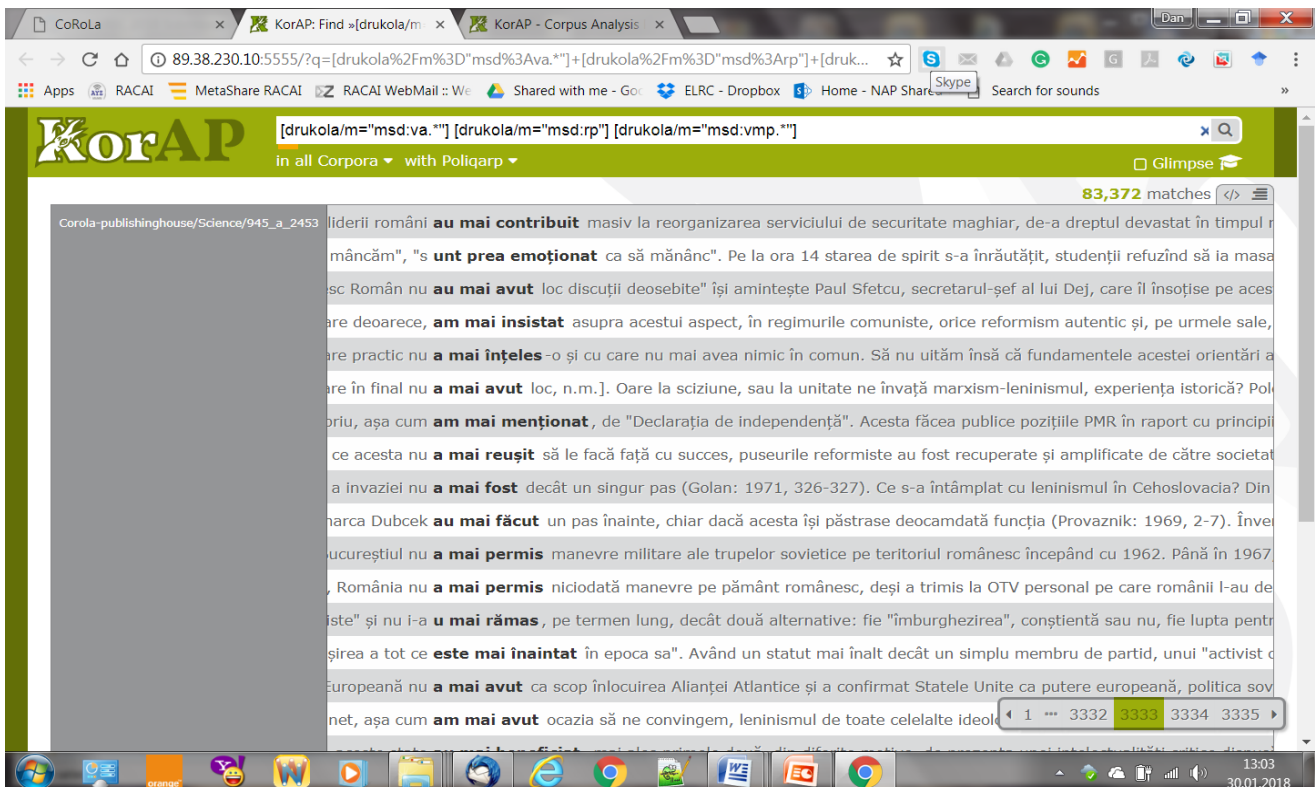 CoRoLa
KorAP: Find »[drukola/m
KorAP - Corpus Analysis
Dan
89.38.230.10:5555/?q=[drukola%2Fm%3D"msd%3Ava.*"]+[drukola%2Fm%3D"msd%3Arp"]+[druk...
Apps RACAI MetaShare RACAI RACAI WebMail :: We Shared with me - Goo ELRC - Dropbox Home - NAP Share Skype Search for sounds »
KorAP
[drukola/m="msd:va.*"] [drukola/m="msd:rp"] [drukola/m="msd:vmp.*"]
in all Corpora with Poliqarp Glimpse
83,372 matches </>
Corola-publishinghouse/Science/945_a_2453
liderii români au mai contribuit masiv la reorganizarea serviciului de securitate maghiar, de-a dreptul devastat în timpul
mâncăm", "s unt prea emoționat ca să mănânc". Pe la ora 14 starea de spirit s-a înrăutățit, studenții refuzînd să ia masa
esc Român nu au mai avut loc discuții deosebite" își amintește Paul Sfetcu, secretarul-șef al lui Dej, care îl însoțise pe aces
are deoarece, am mai insistat asupra acestui aspect, în regimurile comuniste, orice reformism autentic și, pe urmele sale,
are practic nu a mai înțeles-o și cu care nu mai avea nimic în comun. Să nu uităm însă că fundamentele acestei orientări a
are în final nu a mai avut loc, n.m.]. Oare la sciziune, sau la unitate ne învață marxism-leninismul, experiența istorică? Pol
oriu, așa cum am mai menționat, de "Declarația de independență". Acesta făcea publice pozițiile PMR în raport cu principii
ce acesta nu a mai reușit să le facă față cu succes, puseurile reformiste au fost recuperate și amplificate de către societat
a invaziei nu a mai fost decât un singur pas (Golan: 1971, 326-327). Ce s-a întâmplat cu leninismul în Cehoslovacia? Din
marca Dubcek au mai făcut un pas înainte, chiar dacă acesta își păstrase deocamdată funcția (Provaznik: 1969, 2-7). Înve
ucureștiul nu a mai permis manevre militare ale trupelor sovietice pe teritoriul românesc începând cu 1962. Până în 1967
, România nu a mai permis niciodată manevre pe pământ românesc, deși a trimis la OTV personal pe care românii l-au de
iste" și nu i-a u mai rămas, pe termen lung, decât două alternative: fie "îmburghezirea", conștientă sau nu, fie lupta pentr
șirea a tot ce este mai înaintat în epoca sa". Având un statut mai înalt decât un simplu membru de partid, unui "activist
Europeană nu a mai avut ca scop înlocuirea Alianței Atlantice și a confirmat Statele Unite ca putere europeană, politica sov
net, așa cum am mai avut ocazia să ne convingem, leninismul de toate celelalte ideolo
1 ... 3332 3333 3334 3335
orange
13:03
30.01.2018